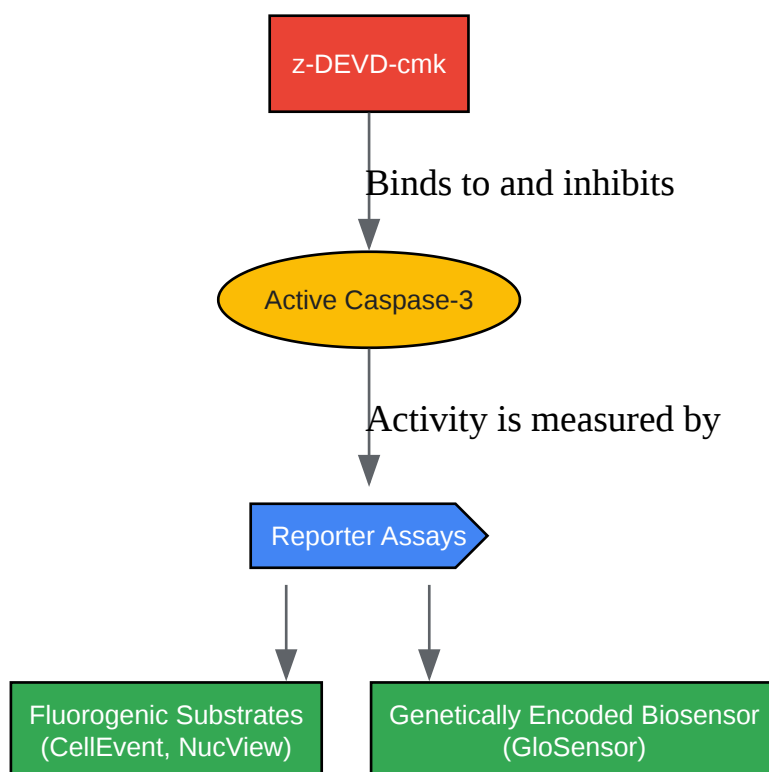 z-DEVD-cmk
Binds to and inhibits
Active Caspase-3
Activity is measured by
Reporter Assays
Fluorogenic Substrates
(CellEvent, NucView)
Genetically Encoded Biosensor
(GloSensor)